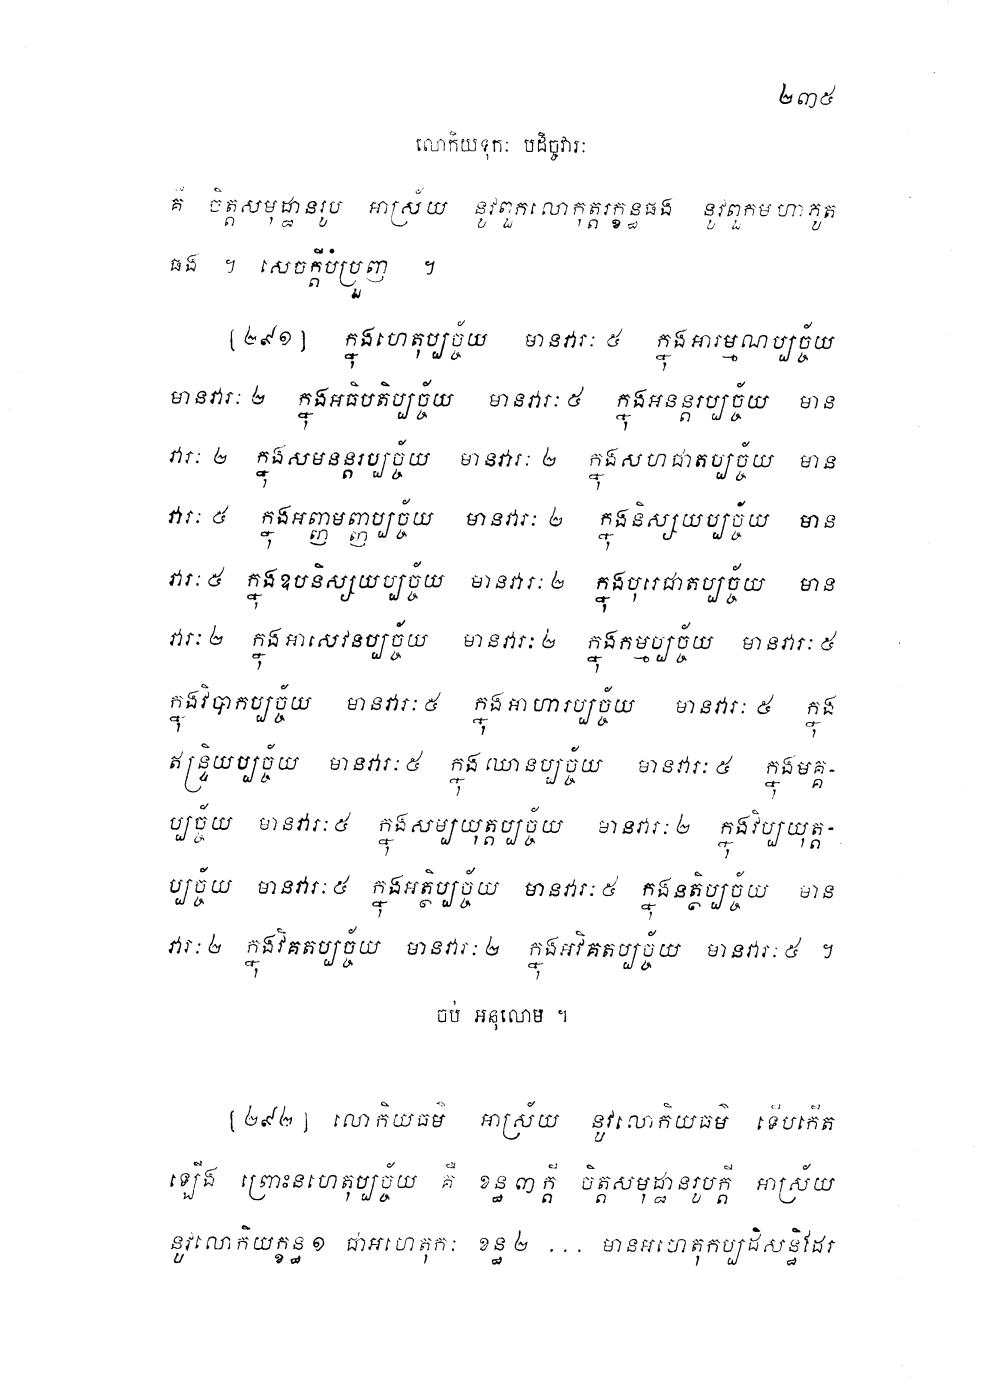 ២៣៥
លោកិយទុកៈ បដិច្ចវារៈ
គឺ ចិត្តសមុដ្ឋានរូប អាស្រ័យ នូវពួកលោកុត្តរក្ខន្ធផង នូវពួកមហាភូត
ផង ។ សេចក្តីបំប្រួញ ។
[២៩១] ក្នុងហេតុប្បច្ច័យ មានវារៈ ៥ ក្នុងអារម្មណប្បច្ច័យ
មានវារៈ ២ ក្នុងអធិបតិប្បច្ច័យ មានវារៈ ៥ ក្នុងអនន្តរប្បច្ច័យ មាន
វារៈ ២ ក្នុងសមនន្តរប្បច្ច័យ មានវារៈ ២ ក្នុងសហជាតប្បច្ច័យ មាន
វារៈ ៥ ក្នុងអញ្ញមញ្ញប្បច្ច័យ មានវារៈ ២ ក្នុងនិស្សយប្បច្ច័យ មាន
វារៈ ៥ ក្នុងឧបនិស្សយប្បច្ច័យ មានវារៈ ២ ក្នុងបុរេជាតប្បច្ច័យ មាន
វារៈ ២ ក្នុងអាសេវនប្បច្ច័យ មានវារៈ ២ ក្នុងកម្មប្បច្ច័យ មានវារៈ ៥
ក្នុងវិបាកប្បច្ច័យ មានវារៈ ៥ ក្នុងអាហារប្បច្ច័យ មានវារៈ ៥ ក្នុង
ឥន្ទ្រិយប្បច្ច័យ មានវារៈ ៥ ក្នុងឈានប្បច្ច័យ មានវារៈ ៥ ក្នុងមគ្គ-
ប្បច្ច័យ មានវារៈ ៥ ក្នុងសម្បយុត្តប្បច្ច័យ មានវារៈ ២ ក្នុងវិប្បយុត្ត-
ប្បច្ច័យ មានវារៈ ៥ ក្នុងអត្ថិប្បច្ច័យ មានវារៈ ៥ ក្នុងនត្ថិប្បច្ច័យ មាន
វារៈ ២ ក្នុងវិគតប្បច្ច័យ មានវារៈ ២ ក្នុងអវិគតប្បច្ច័យ មានវារៈ ៥ ។
ចប់ អនុលោម ។
[២៩២] លោកិយធម៌ អាស្រ័យ នូវលោកិយធម៌ ទើបកើត
ឡើង ព្រោះនហេតុប្បច្ច័យ គឺ ខន្ធ ៣ ក្តី ចិត្តសមុដ្ឋានរូបក្តី អាស្រ័យ
នូវលោកិយក្ខន្ធ ១ ជាអហេតុកៈ ខន្ធ ២ ... មានអហេតុកប្បដិសន្ធិដែរ